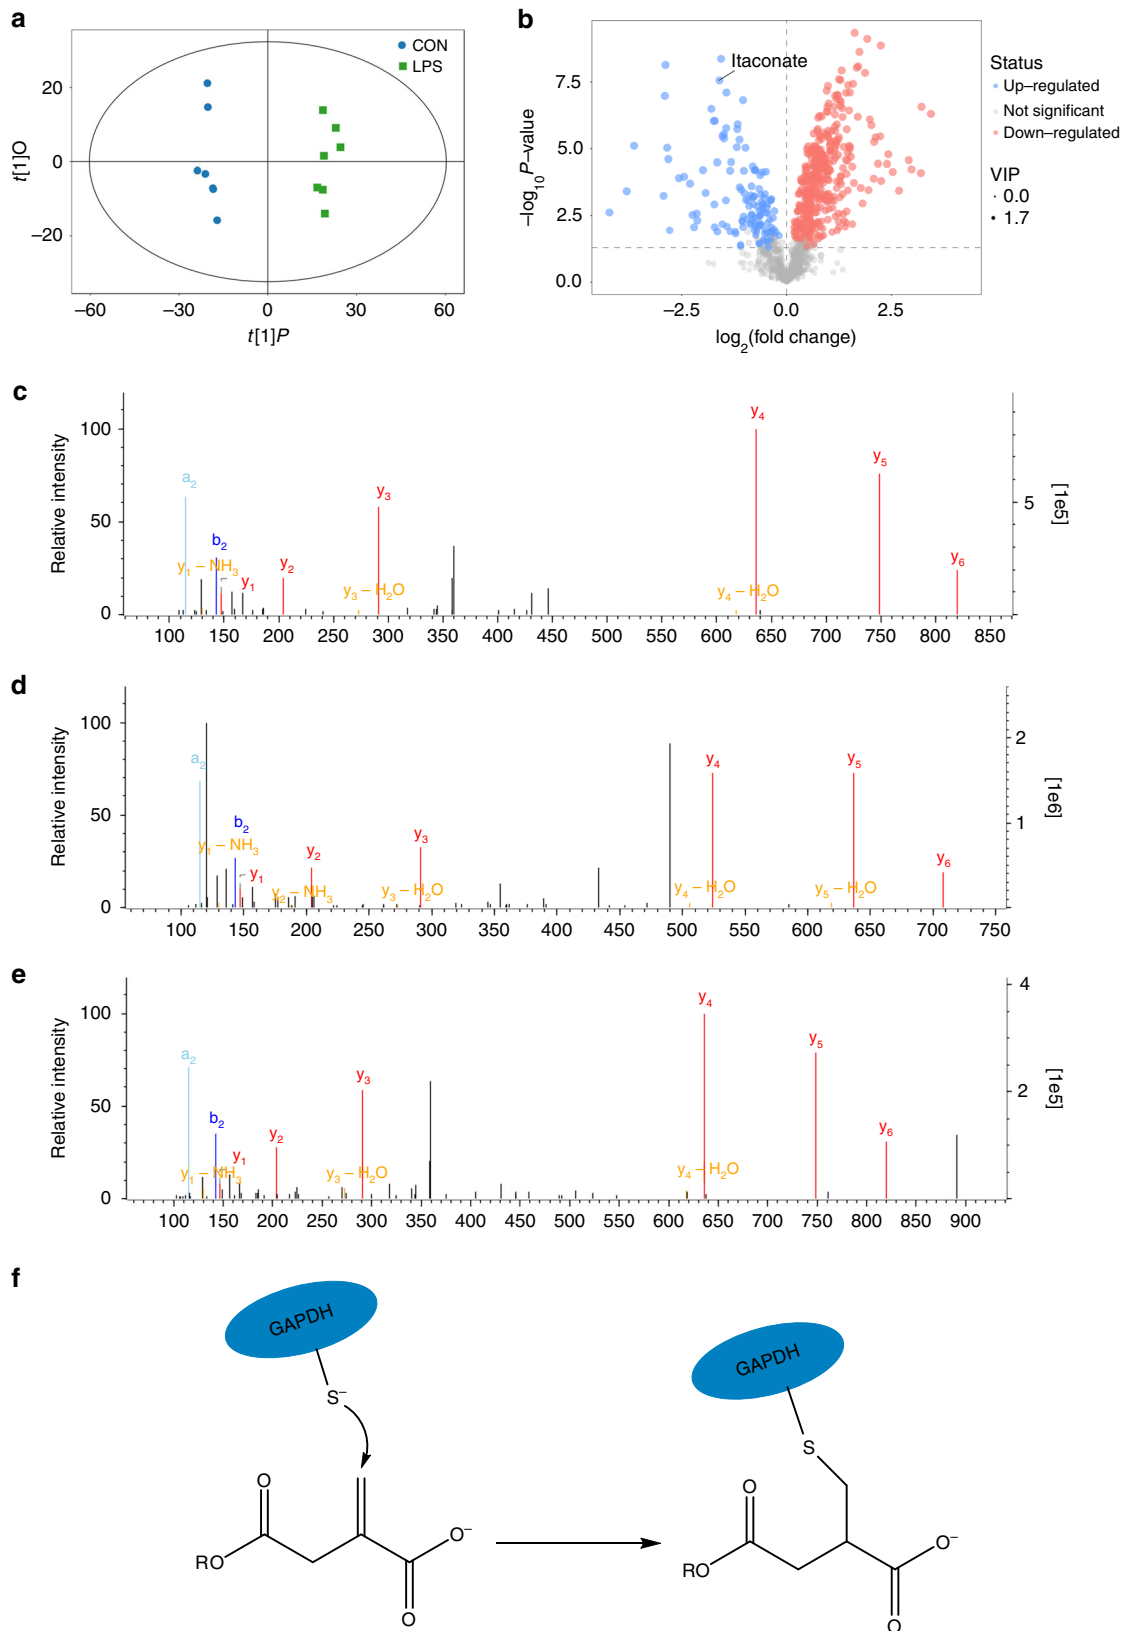 a
CON
LPS
20
0
−20
t[1]O
−60
−30
0
30
60
t[1]P
b
Itaconate
7.5
5.0
2.5
0.0
−log10 P−value
−2.5
0.0
2.5
log2(fold change)
Status
Up−regulated
Not significant
Down−regulated
VIP
0.0
1.7
c
Relative intensity
100
50
0
a2
b2
y1 − NH3
y1
y2
y3
y3 − H2O
y4
y4 − H2O
y5
y6
5
[1e5]
100 150 200 250 300 350 400 450 500 550 600 650 700 750 800 850
d
Relative intensity
100
50
0
a2
b2
y1 − NH3
y1
y2
y2 − NH3
y3
y3 − H2O
y4
y4 − H2O
y5
y5 − H2O
y6
2
1
[1e6]
100 150 200 250 300 350 400 450 500 550 600 650 700 750
e
Relative intensity
100
50
0
a2
b2
y1 − NH3
y1
y2
y3
y3 − H2O
y4
y4 − H2O
y5
y6
4
2
0
[1e5]
100 150 200 250 300 350 400 450 500 550 600 650 700 750 800 850 900
f
GAPDH
S−
O
RO
O−
O
GAPDH
S
O
RO
O−
O